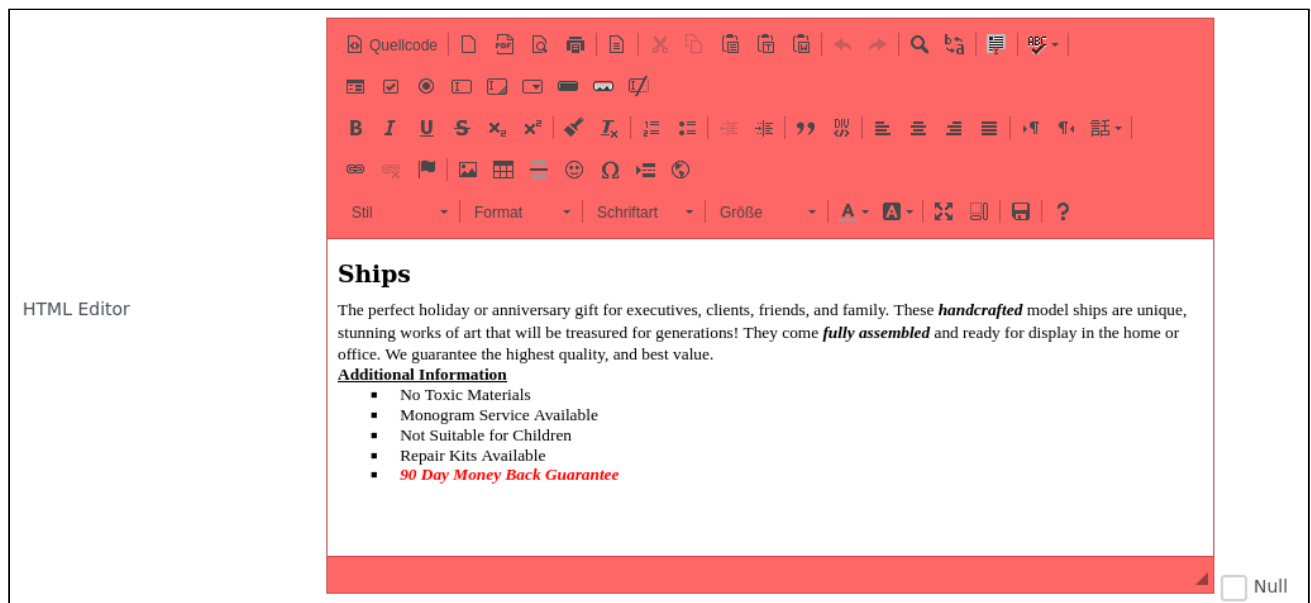 Quellcode
Stil Format Schriftart Größe
HTML Editor
Ships
The perfect holiday or anniversary gift for executives, clients, friends, and family. These handcrafted model ships are unique,
stunning works of art that will be treasured for generations! They come fully assembled and ready for display in the home or
office. We guarantee the highest quality, and best value.
Additional Information
▪ No Toxic Materials
▪ Monogram Service Available
▪ Not Suitable for Children
▪ Repair Kits Available
▪ 90 Day Money Back Guarantee
Null